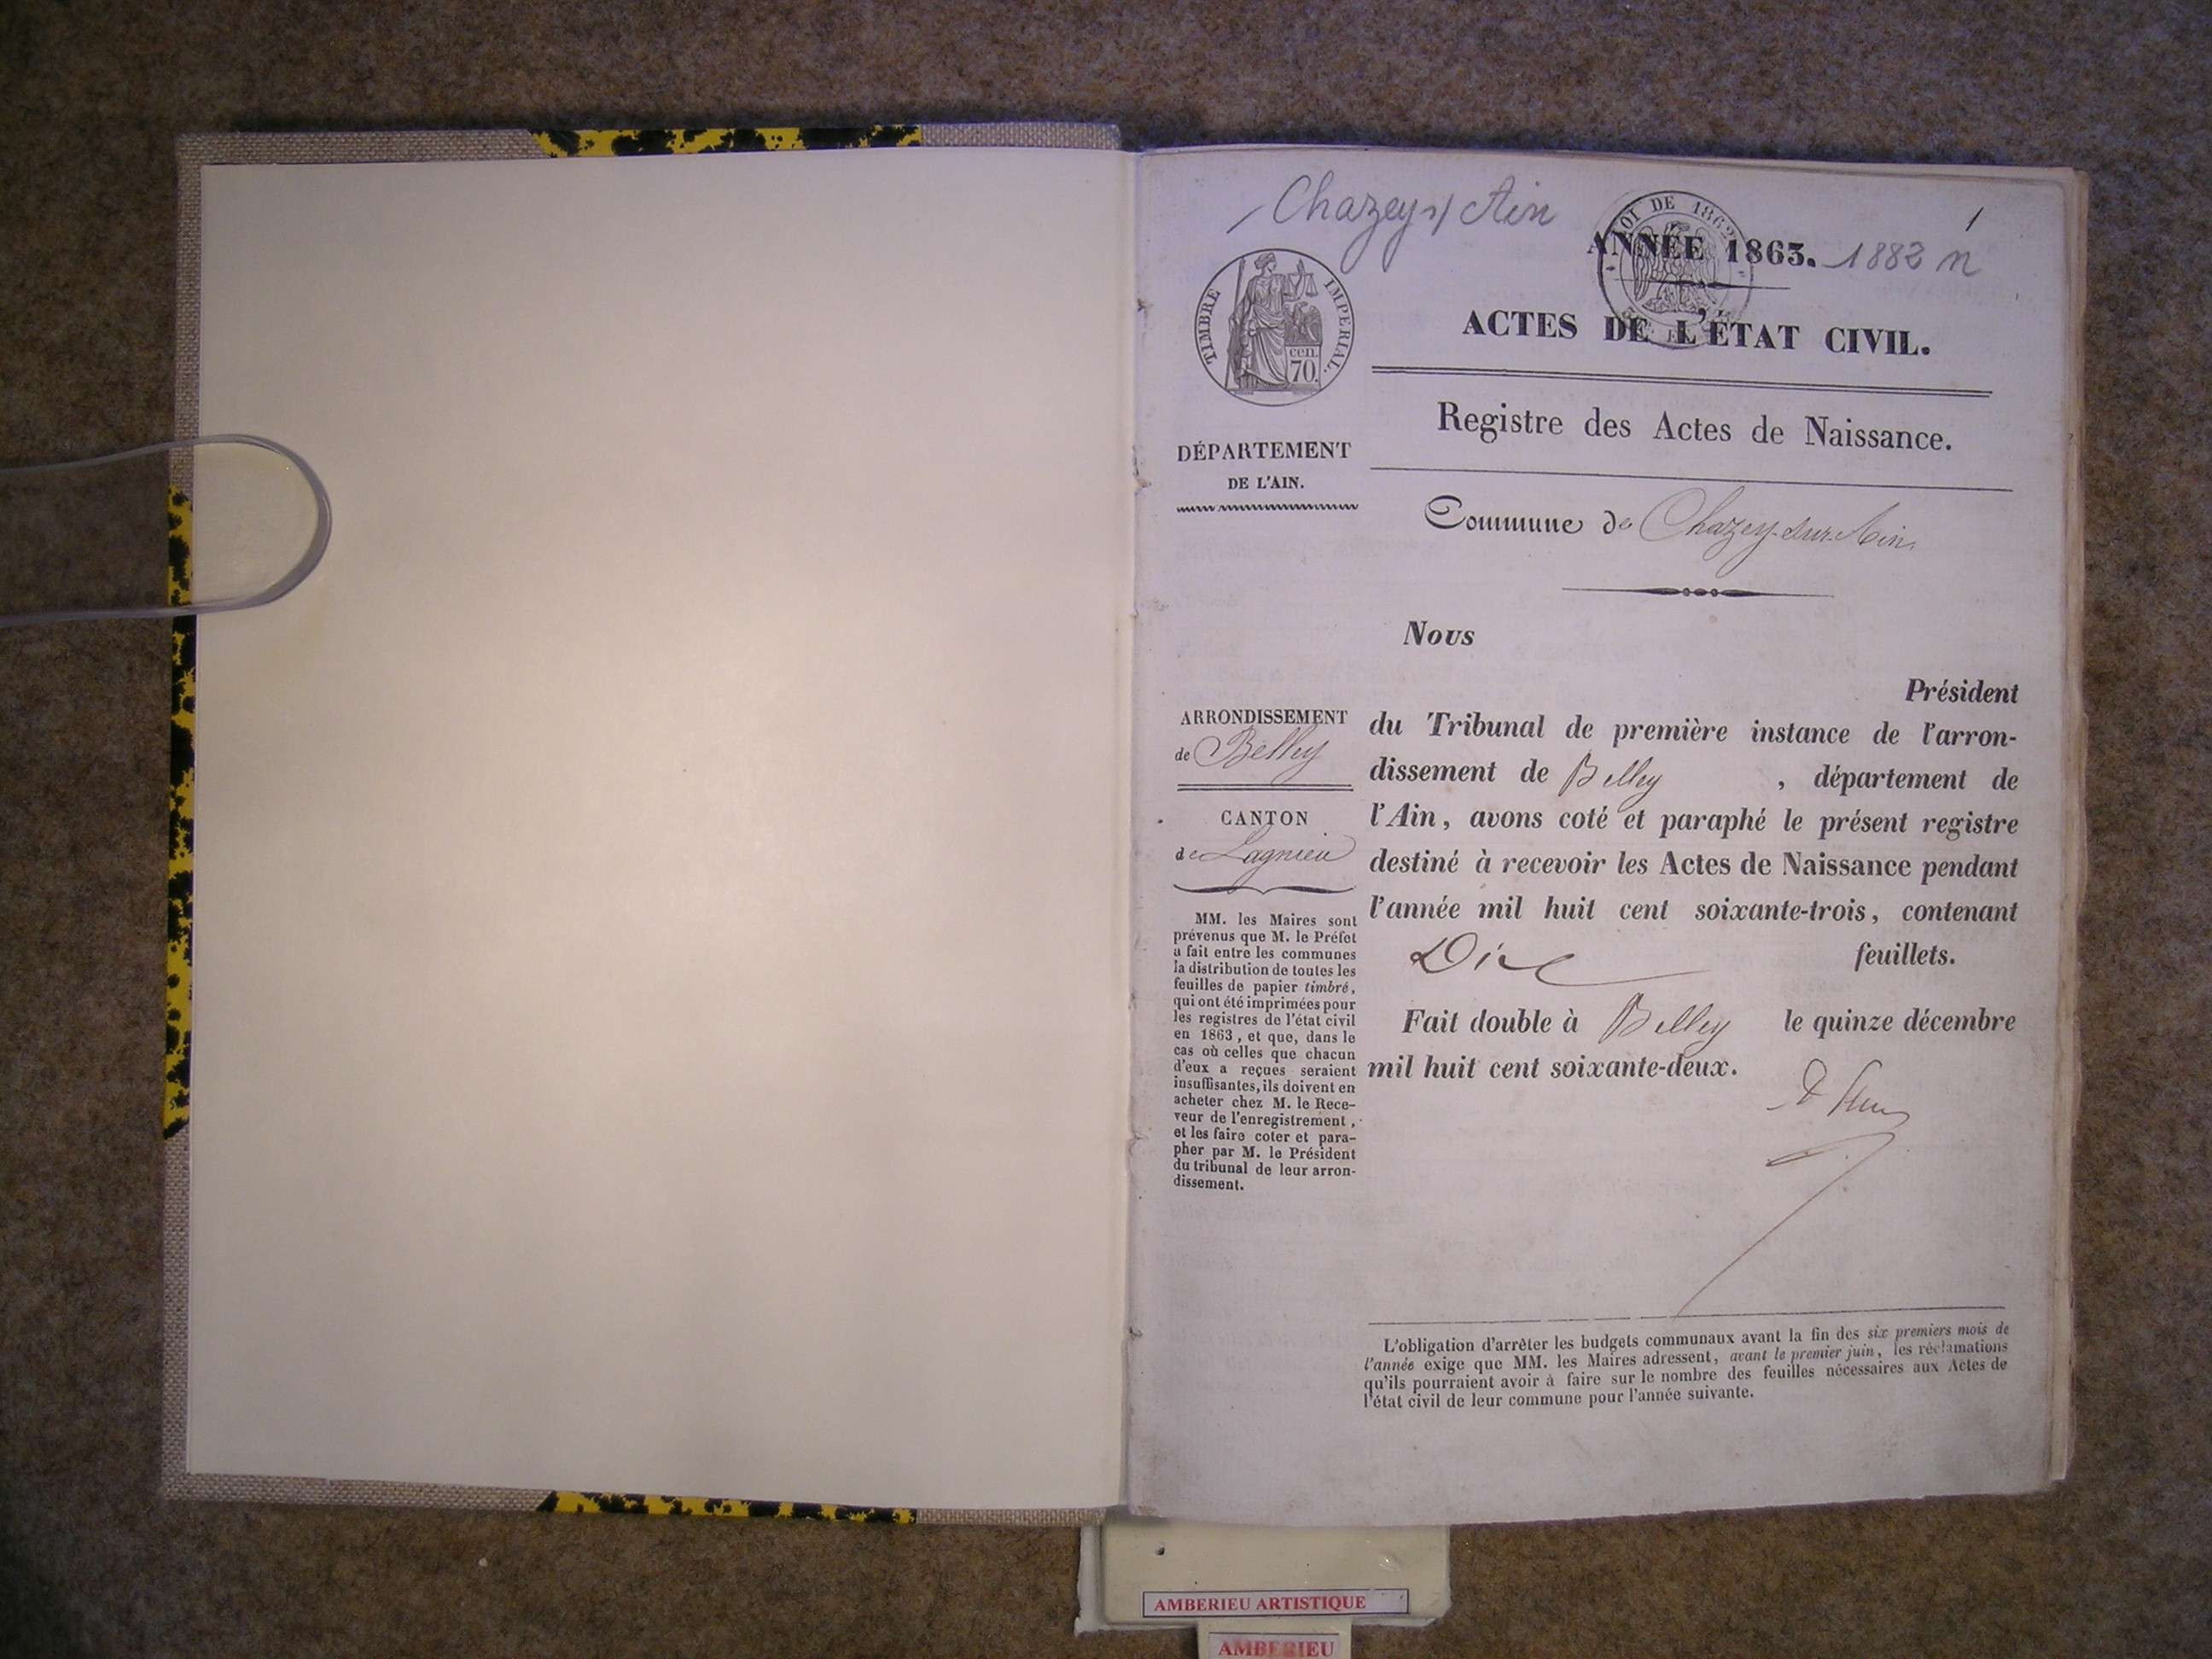 Chazey s/ Ain
1
LOI DE 1862
ANNÉE 1863. 1882 n
TIMBRE IMPERIAL.
cen.
70.
ACTES DE L'ÉTAT CIVIL.
Registre des Actes de Naissance.
DÉPARTEMENT
DE L'AIN.
Commune de Chazey-sur-Ain.
Nous
Président
du Tribunal de première instance de l'arron-
dissement de Belley , département de
l'Ain, avons coté et paraphé le présent registre
destiné à recevoir les Actes de Naissance pendant
l'année mil huit cent soixante-trois, contenant
Dix feuillets.
Fait double à Belley le quinze décembre
mil huit cent soixante-deux.
ARRONDISSEMENT
de Belley
CANTON
de Lagnieu
MM. les Maires sont
prévenus que M. le Préfet
a fait entre les communes
la distribution de toutes les
feuilles de papier timbré,
qui ont été imprimées pour
les registres de l'état civil
en 1863, et que, dans le
cas où celles que chacun
d'eux a reçues seraient
insuffisantes, ils doivent en
acheter chez M. le Rece-
veur de l'enregistrement,
et les faire coter et para-
pher par M. le Président
du tribunal de leur arron-
dissement.
L'obligation d'arrêter les budgets communaux avant la fin des six premiers mois de
l'année exige que MM. les Maires adressent, avant le premier juin, les réclamations
qu'ils pourraient avoir à faire sur le nombre des feuilles nécessaires aux Actes de
l'état civil de leur commune pour l'année suivante.
AMBERIEU ARTISTIQUE
AMBERIEU